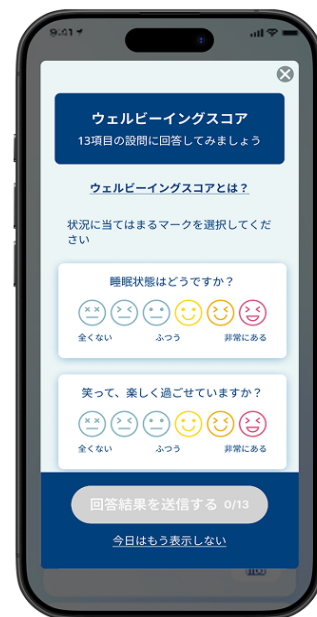 9:41
ウェルビーイングスコア
13項目の設問に回答してみましょう
ウェルビーイングスコアとは？
状況に当てはまるマークを選択してくだ
さい
睡眠状態はどうですか？
全くない ふつう 非常にある
笑って、楽しく過ごせていますか？
全くない ふつう 非常にある
回答結果を送信する 0/13
今日はもう表示しない